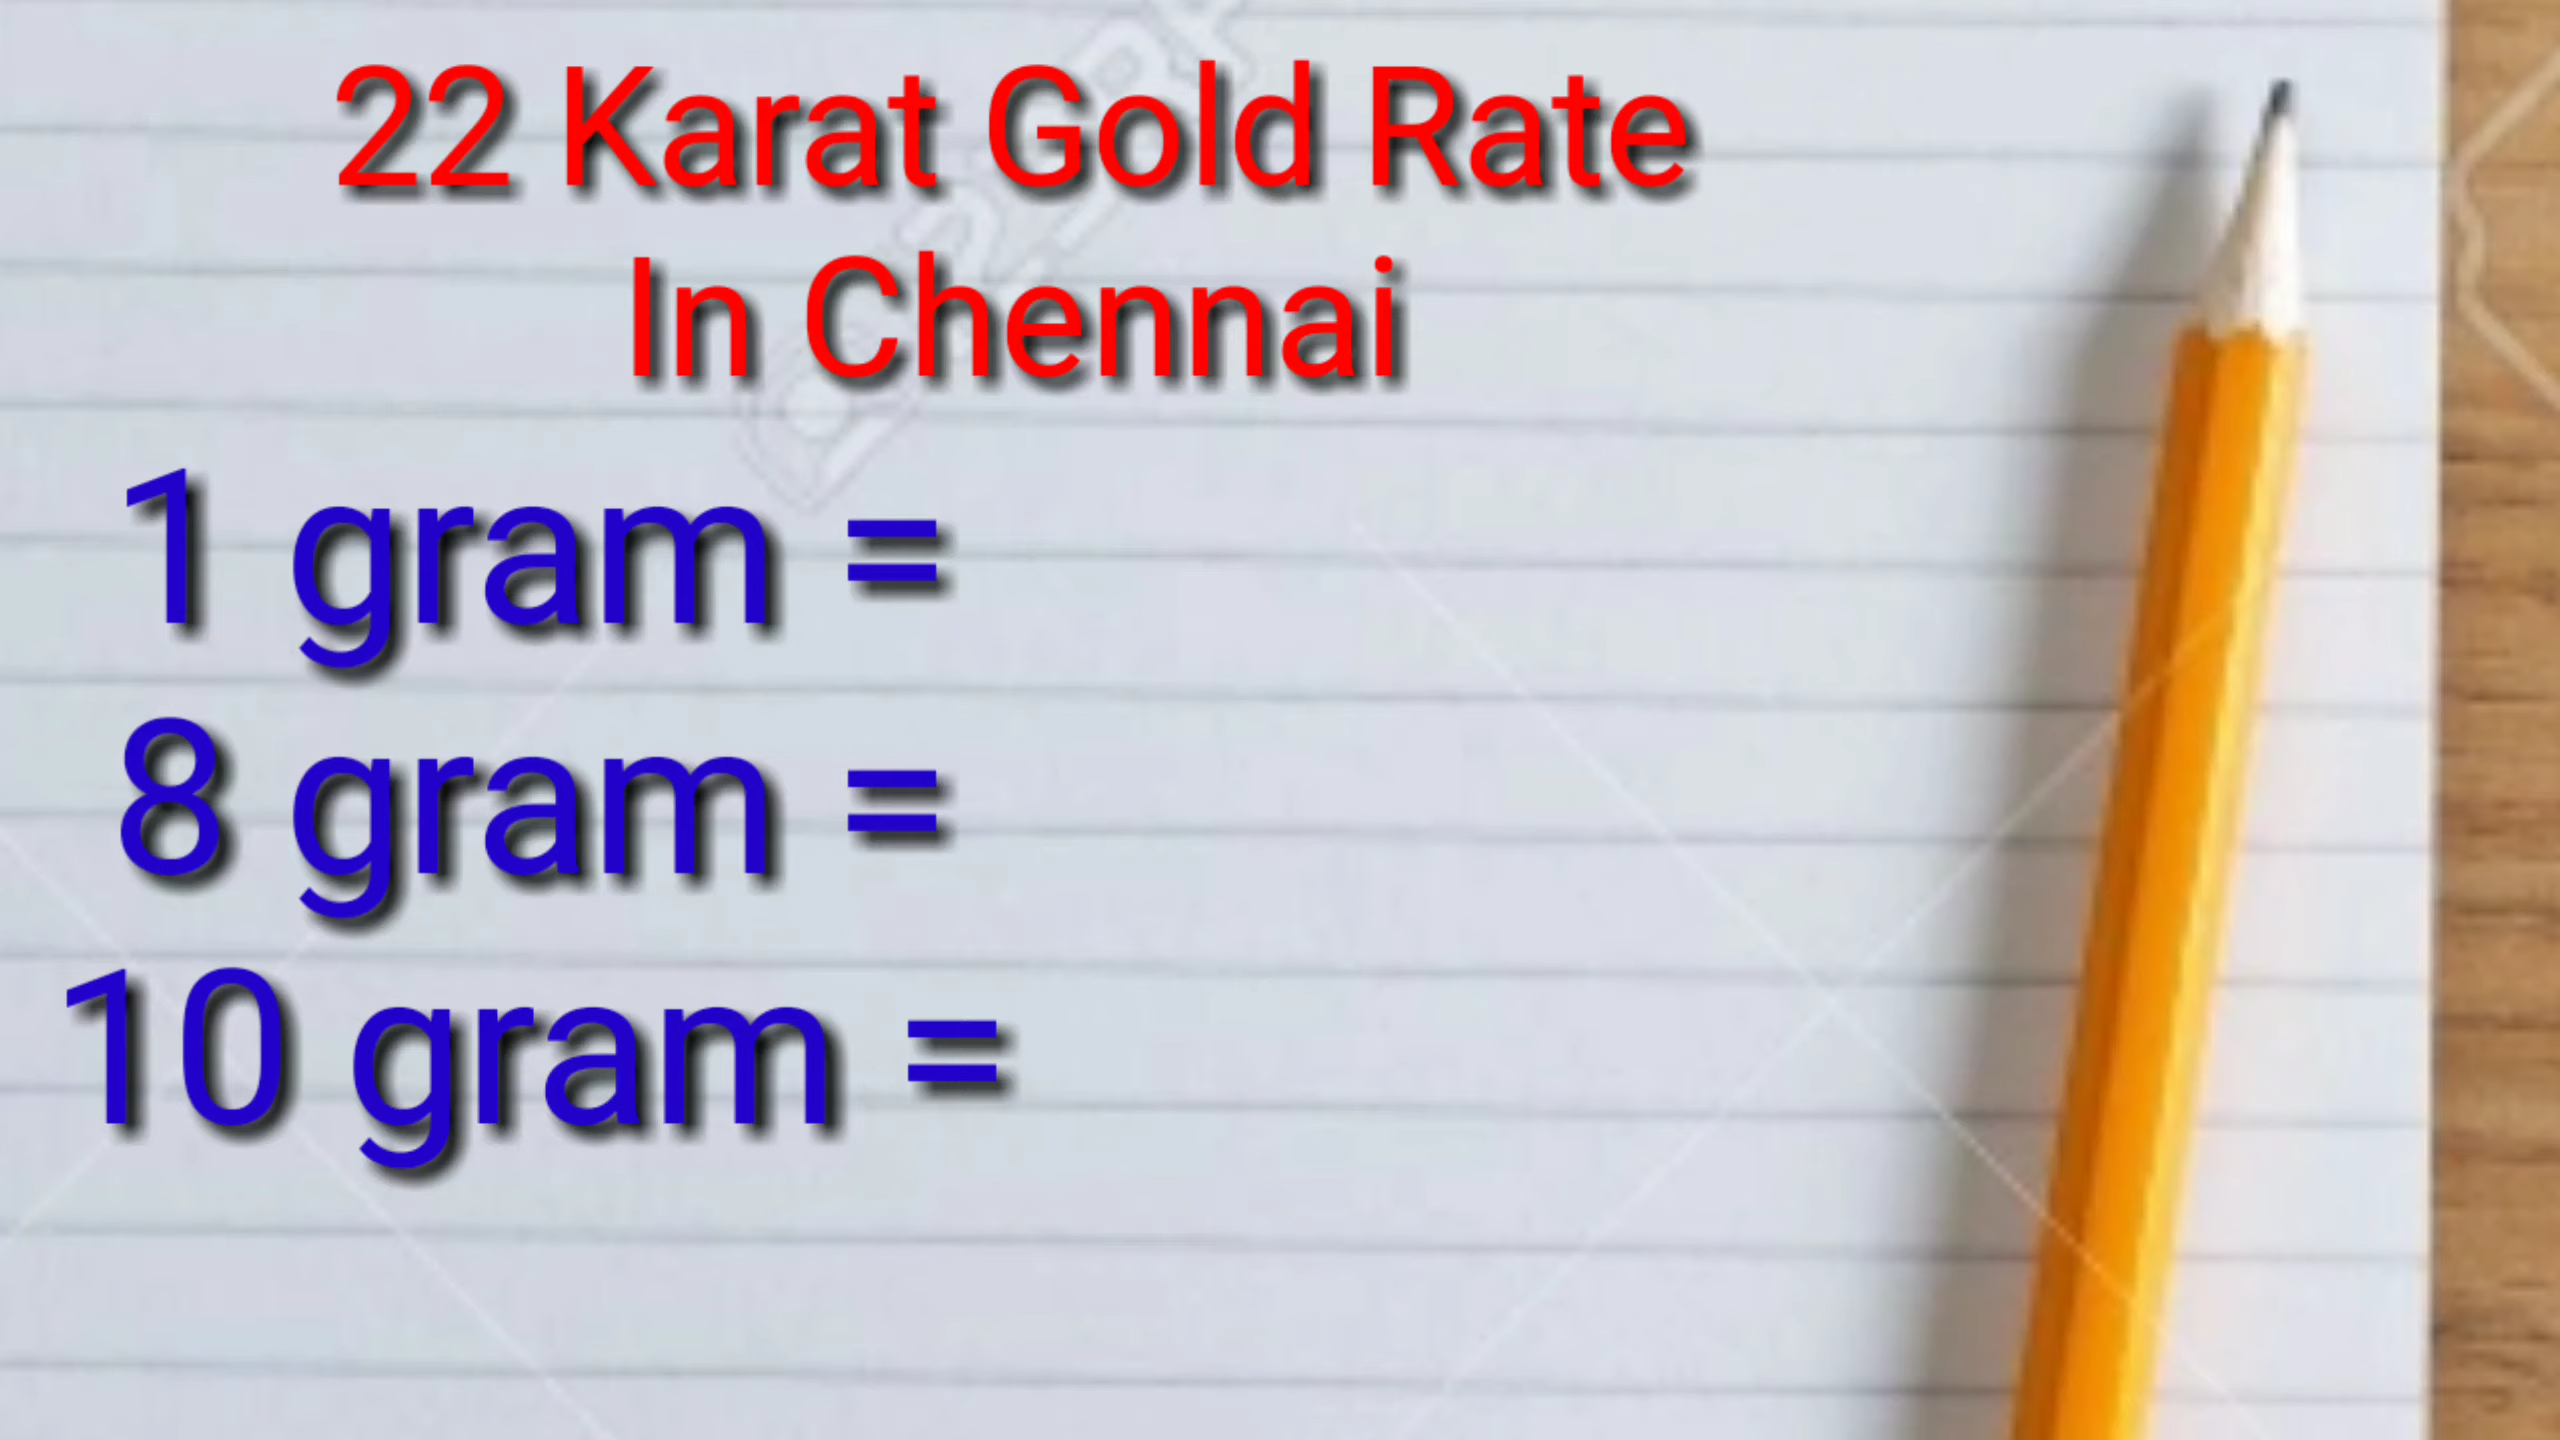 22 Karat Gold Rate
In Chennai
1 gram =
8 gram =
10 gram =